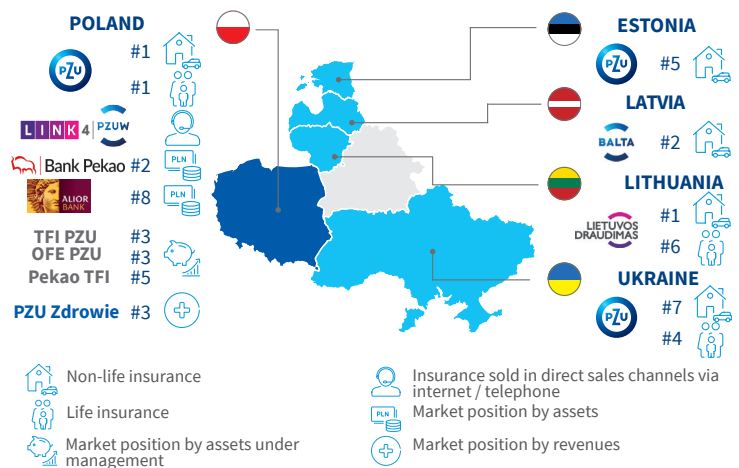 POLAND
PZU
#1
#1
LINK4
PZUW
Bank Pekao #2
PLN
ALIOR
BANK
#8
PLN
TFI PZU #3
OFE PZU #3
Pekao TFI #5
PZU Zdrowie #3
ESTONIA
PZU
#5
LATVIA
BALTA
#2
LITHUANIA
LIETUVOS
DRAUDIMAS
#1
#6
UKRAINE
PZU
#7
#4
Non-life insurance
Life insurance
Market position by assets under
management
Insurance sold in direct sales channels via
internet / telephone
PLN
Market position by assets
Market position by revenues